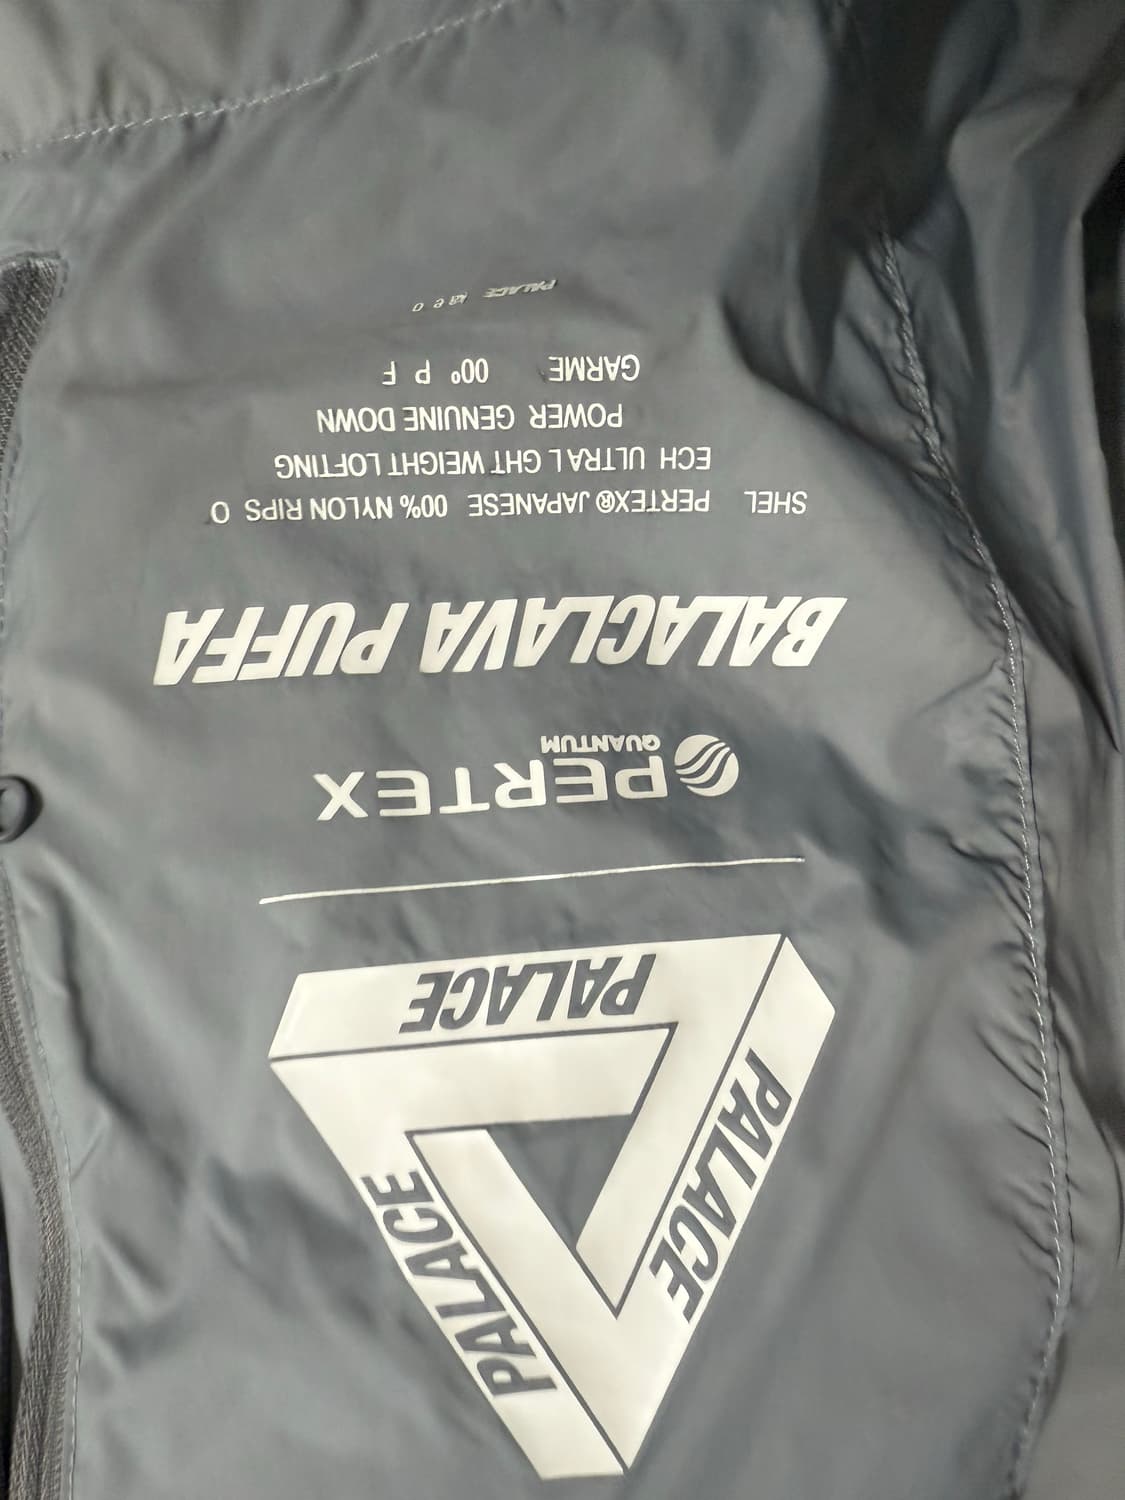 PALACE
PALACE
PALACE
PERTEX
QUANTUM
BALACLAVA PUFFA
SHEL PERTEX® JAPANESE 00% NYLON RIPS O
ECH ULTRA L GHT WEIGHT LOFTING
POWER GENUINE DOWN
GARME 00° P F
PALACE